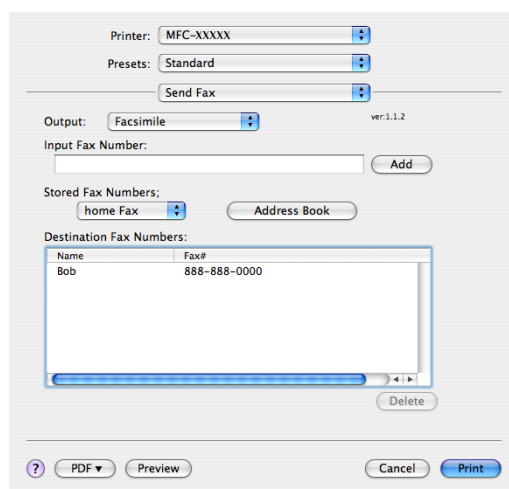 Printer: MFC-XXXXX
Presets: Standard
Send Fax
Output: Facsimile ver:1.1.2
Input Fax Number:
Add
Stored Fax Numbers;
home Fax Address Book
Destination Fax Numbers:
Name Fax#
Bob 888-888-0000
Delete
? PDF▼ Preview Cancel Print